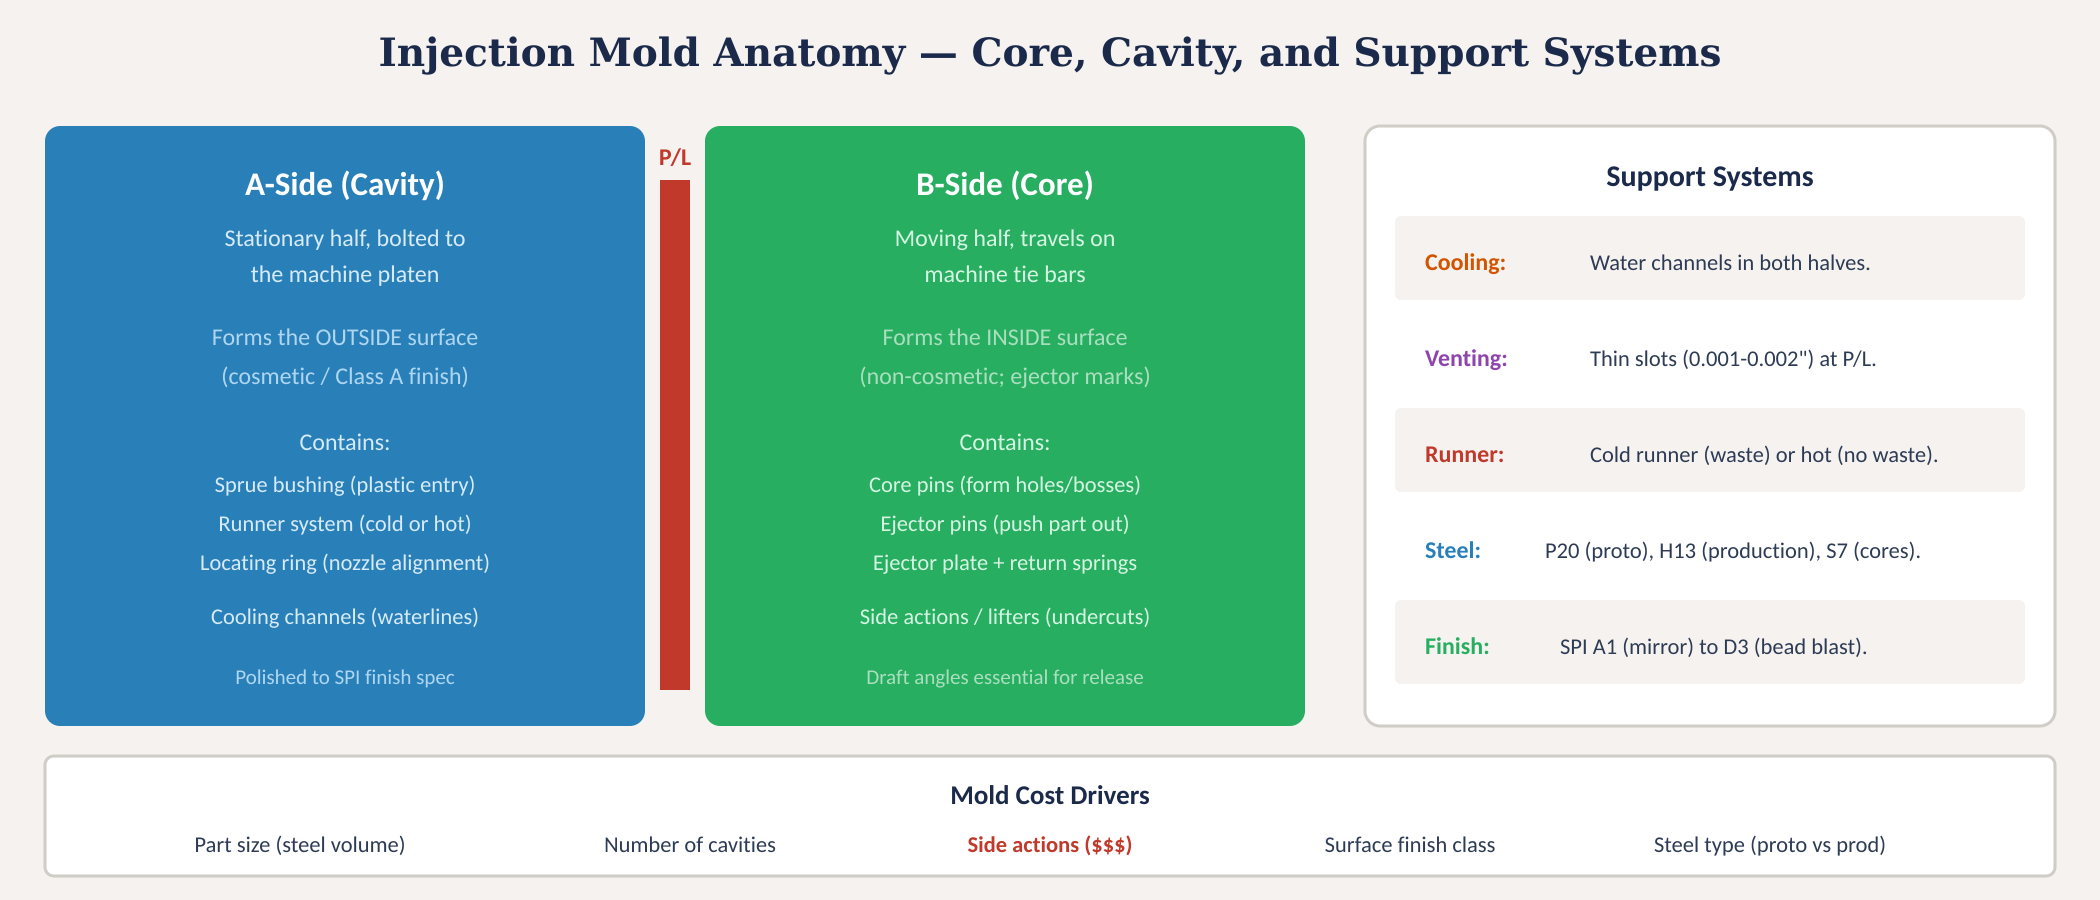 Injection Mold Anatomy — Core, Cavity, and Support Systems
A-Side (Cavity)
Stationary half, bolted to
the machine platen
Forms the OUTSIDE surface
(cosmetic / Class A finish)
Contains:
Sprue bushing (plastic entry)
Runner system (cold or hot)
Locating ring (nozzle alignment)
Cooling channels (waterlines)
Polished to SPI finish spec
P/L
B-Side (Core)
Moving half, travels on
machine tie bars
Forms the INSIDE surface
(non-cosmetic; ejector marks)
Contains:
Core pins (form holes/bosses)
Ejector pins (push part out)
Ejector plate + return springs
Side actions / lifters (undercuts)
Draft angles essential for release
Support Systems
Cooling: Water channels in both halves.
Venting: Thin slots (0.001-0.002") at P/L.
Runner: Cold runner (waste) or hot (no waste).
Steel: P20 (proto), H13 (production), S7 (cores).
Finish: SPI A1 (mirror) to D3 (bead blast).
Mold Cost Drivers
Part size (steel volume) Number of cavities Side actions ($$$) Surface finish class Steel type (proto vs prod)